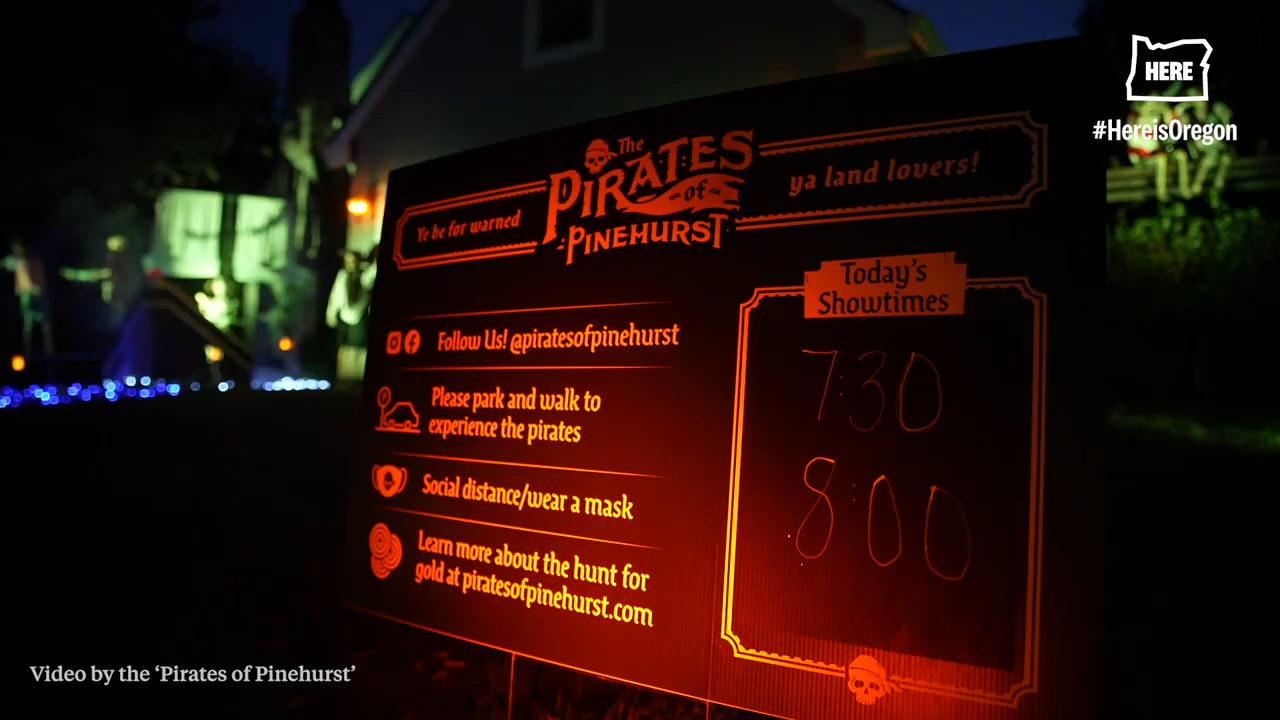 HERE
#HereisOregon
The
PIRATES
of
PINEHURST
Ye be for warned
ya land lovers!
Follow Us! @piratesofpinehurst
Please park and walk to
experience the pirates
Social distance/wear a mask
Learn more about the hunt for
gold at piratesofpinehurst.com
Today's
Showtimes
7:30
8:00
Video by the ‘Pirates of Pinehurst’